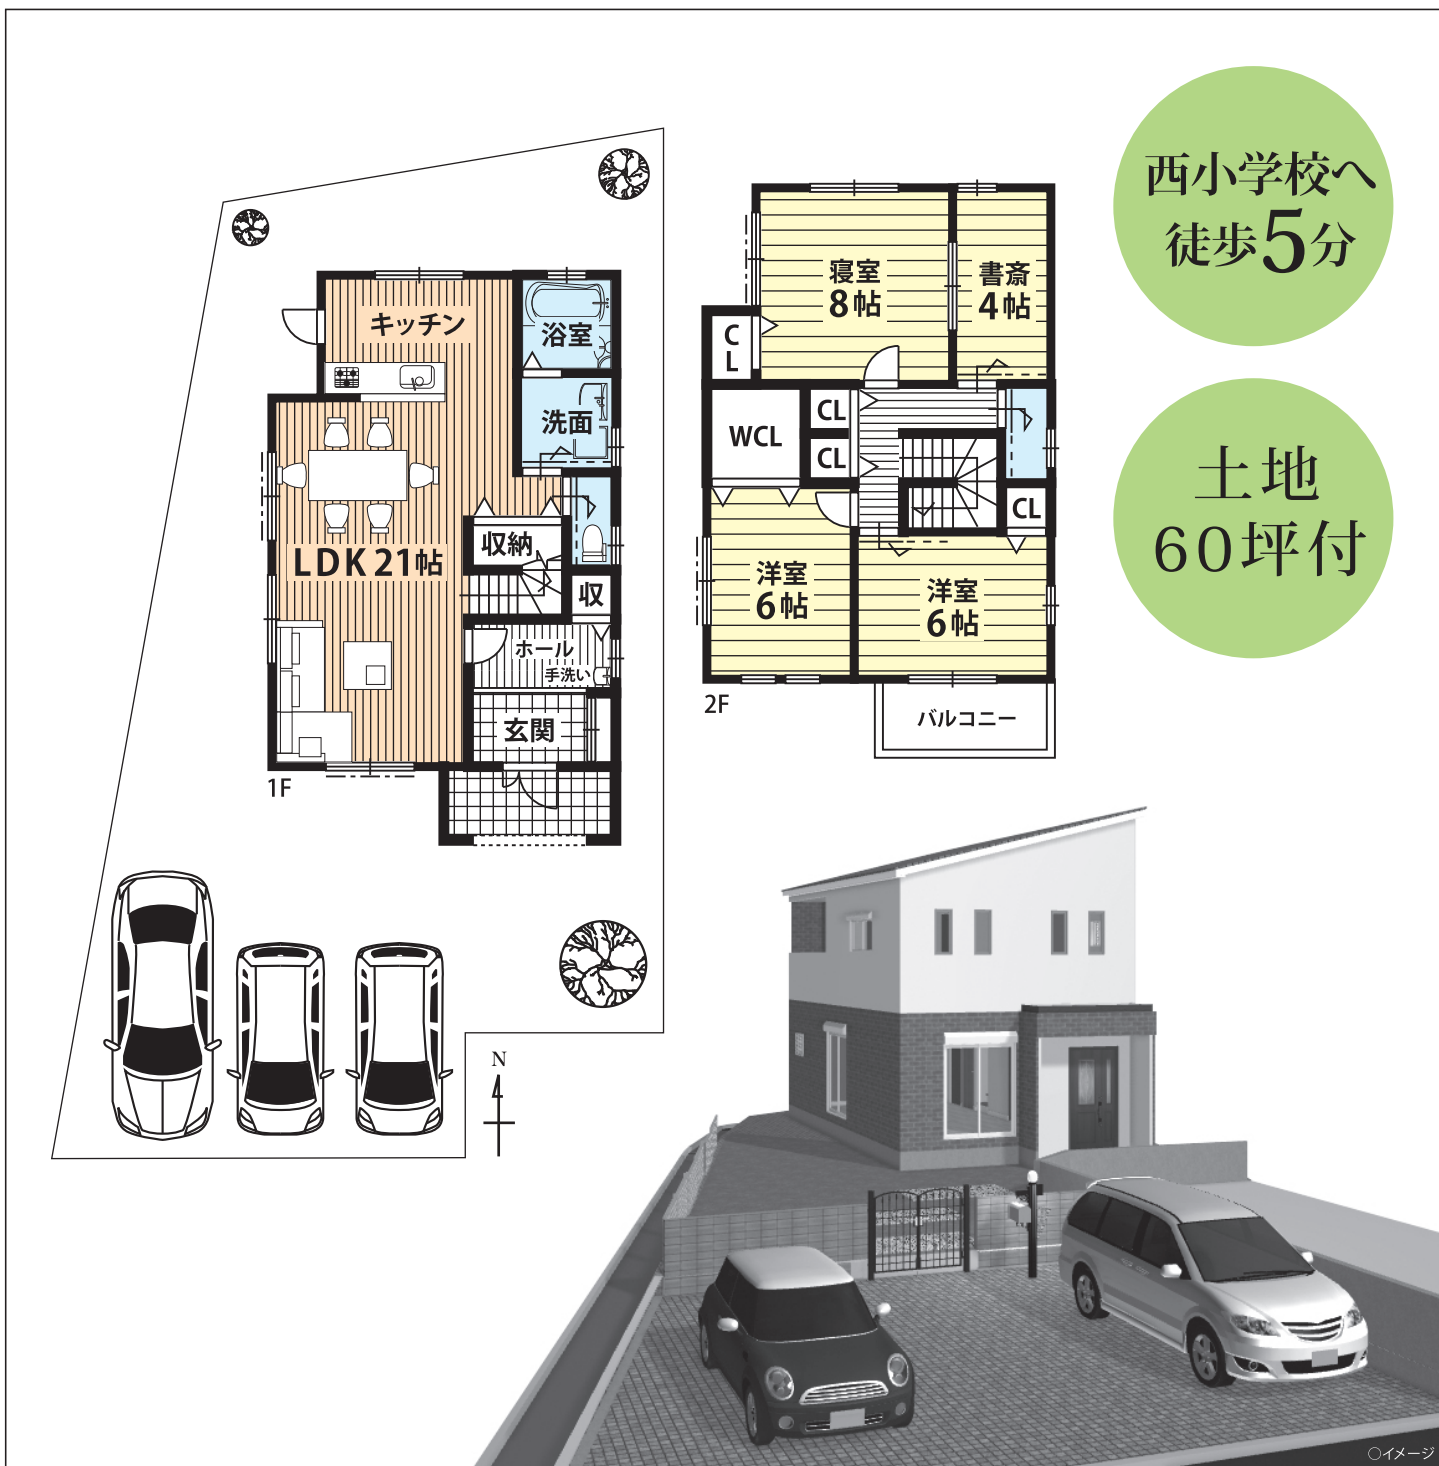 西小学校へ
徒歩5分
土地
60坪付
キッチン
浴室
洗面
LDK 21帖
収納
収
ホール
手洗い
玄関
1F
寝室
8帖
書斎
4帖
CL
WCL
CL
CL
CL
洋室
6帖
洋室
6帖
バルコニー
2F
N
○イメージ